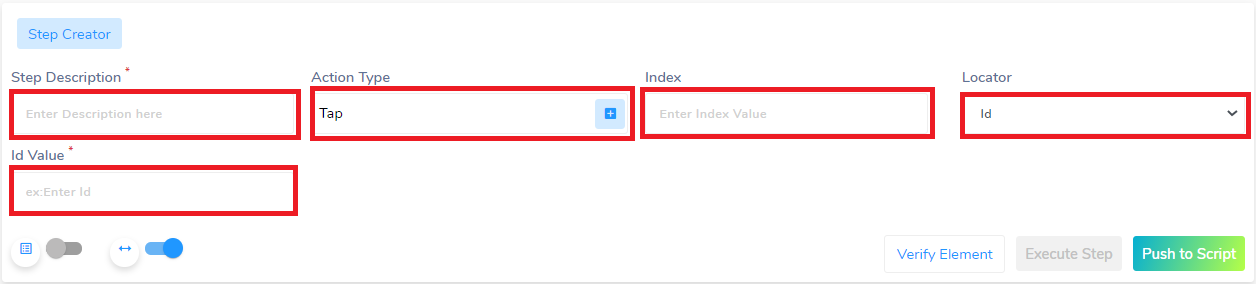 Step Creator
Step Description *
Action Type
Index
Locator
Enter Description here
Tap
Enter Index Value
Id
Id Value *
ex:Enter Id
Verify Element
Execute Step
Push to Script